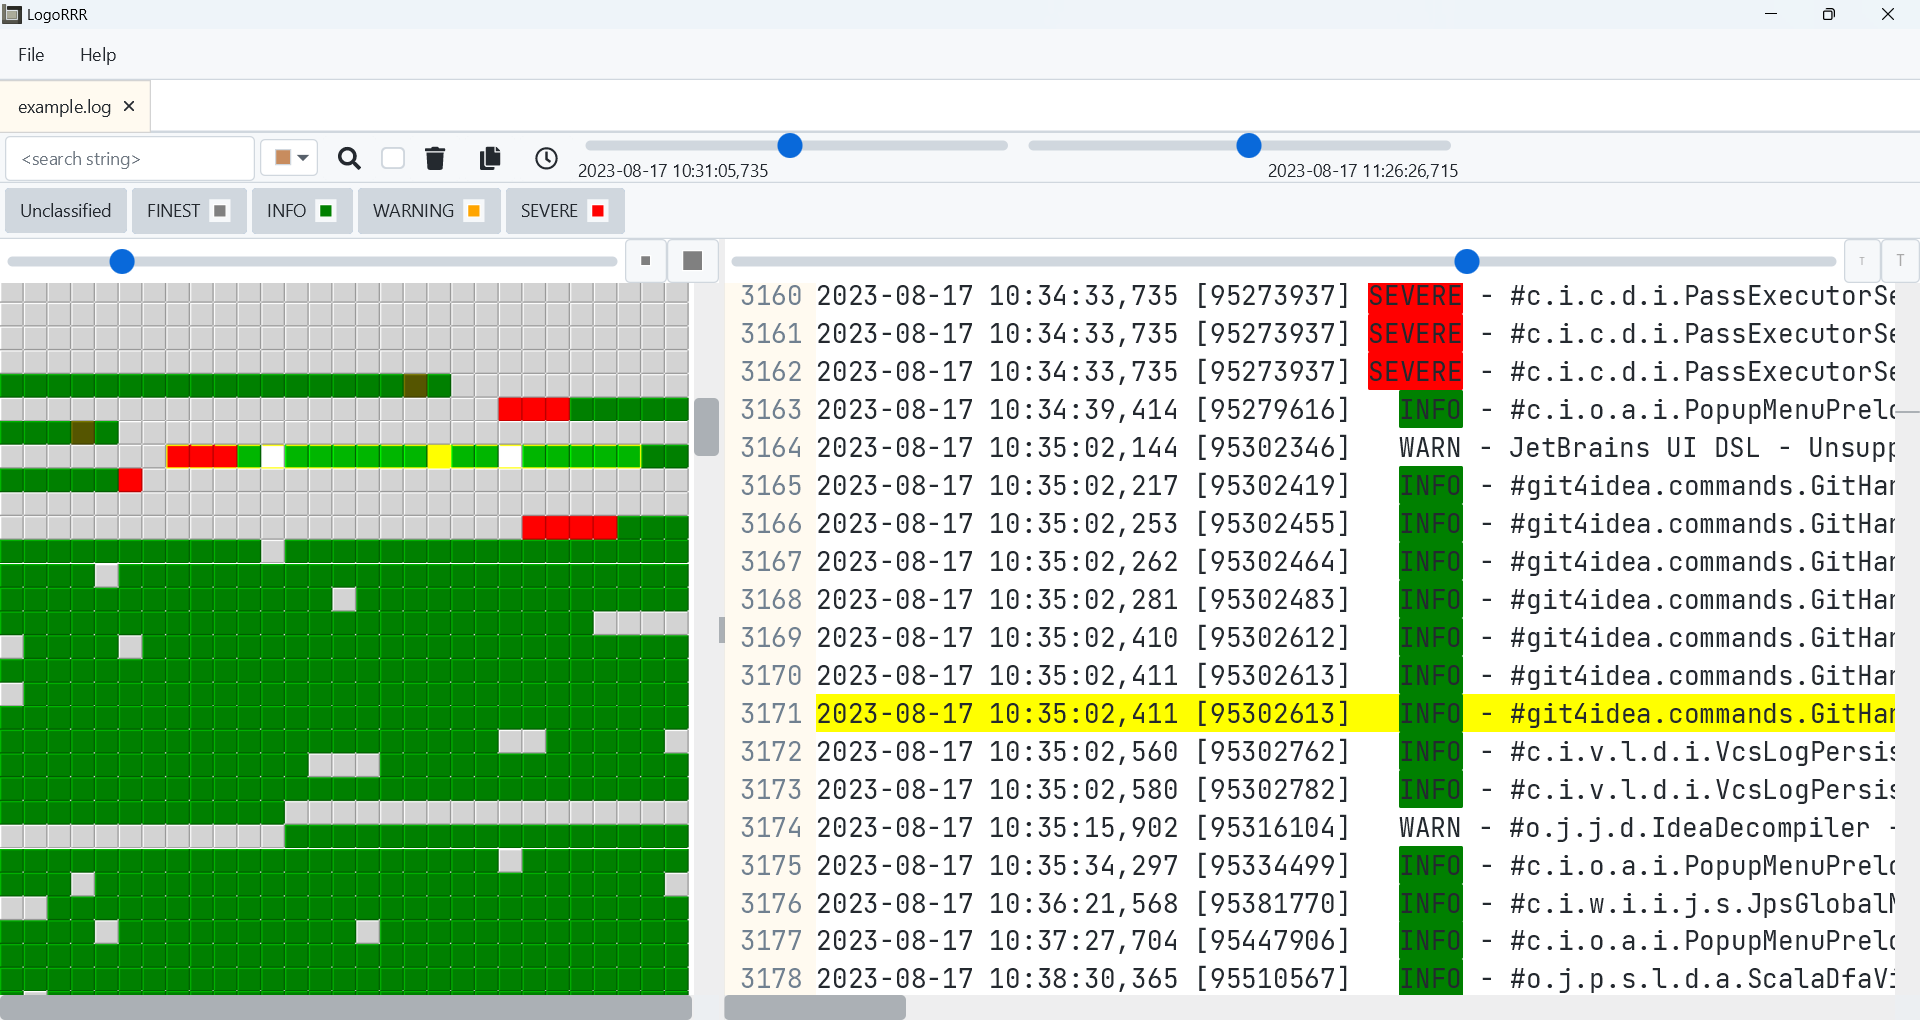 LogoRRR
File Help
example.log
<search string>
2023-08-17 10:31:05,735
2023-08-17 11:26:26,715
Unclassified FINEST INFO WARNING SEVERE
T T
3160 2023-08-17 10:34:33,735 [95273937] SEVERE - #c.i.c.d.i.PassExecutorSe
3161 2023-08-17 10:34:33,735 [95273937] SEVERE - #c.i.c.d.i.PassExecutorSe
3162 2023-08-17 10:34:33,735 [95273937] SEVERE - #c.i.c.d.i.PassExecutorSe
3163 2023-08-17 10:34:39,414 [95279616] INFO - #c.i.o.a.i.PopupMenuPrelo
3164 2023-08-17 10:35:02,144 [95302346] WARN - JetBrains UI DSL - Unsupp
3165 2023-08-17 10:35:02,217 [95302419] INFO - #git4idea.commands.GitHan
3166 2023-08-17 10:35:02,253 [95302455] INFO - #git4idea.commands.GitHan
3167 2023-08-17 10:35:02,262 [95302464] INFO - #git4idea.commands.GitHan
3168 2023-08-17 10:35:02,281 [95302483] INFO - #git4idea.commands.GitHan
3169 2023-08-17 10:35:02,410 [95302612] INFO - #git4idea.commands.GitHan
3170 2023-08-17 10:35:02,411 [95302613] INFO - #git4idea.commands.GitHan
3171 2023-08-17 10:35:02,411 [95302613] INFO - #git4idea.commands.GitHan
3172 2023-08-17 10:35:02,560 [95302762] INFO - #c.i.v.l.d.i.VcsLogPersis
3173 2023-08-17 10:35:02,580 [95302782] INFO - #c.i.v.l.d.i.VcsLogPersis
3174 2023-08-17 10:35:15,902 [95316104] WARN - #o.j.j.d.IdeaDecompiler -
3175 2023-08-17 10:35:34,297 [95334499] INFO - #c.i.o.a.i.PopupMenuPrelo
3176 2023-08-17 10:36:21,568 [95381770] INFO - #c.i.w.i.i.j.s.JpsGlobalM
3177 2023-08-17 10:37:27,704 [95447906] INFO - #c.i.o.a.i.PopupMenuPrelo
3178 2023-08-17 10:38:30,365 [95510567] INFO - #o.j.p.s.l.d.a.ScalaDfaVi